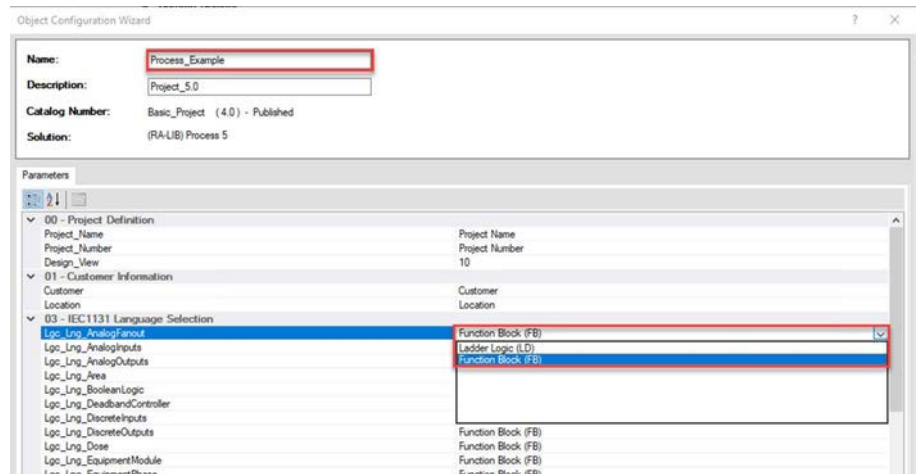 Object Configuration Wizard ? ×
Name: Process_Example
Description: Project_5.0
Catalog Number: Basic_Project (4.0) - Published
Solution: (RA-LIB) Process 5
Parameters
00 - Project Definition
Project_Name Project Name
Project_Number Project Number
Design_View 10
01 - Customer Information
Customer Customer
Location Location
03 - IEC1131 Language Selection
Lgc_Lng_AnalogFanout Function Block (FB)
Lgc_Lng_AnalogInputs Ladder Logic (LD)
Lgc_Lng_AnalogOutputs Function Block (FB)
Lgc_Lng_Area
Lgc_Lng_BooleanLogic
Lgc_Lng_DeadbandController
Lgc_Lng_DiscreteInputs
Lgc_Lng_DiscreteOutputs Function Block (FB)
Lgc_Lng_Dose Function Block (FB)
Lgc_Lng_EquipmentModule Function Block (FB)
Lgc_Lng_EquipmentPhase Function Block (FB)